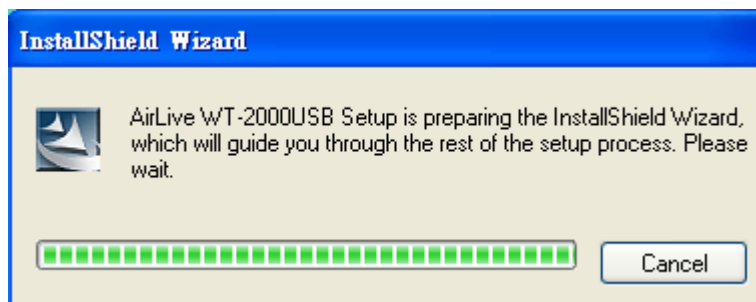 InstallShield Wizard
AirLive WT-2000USB Setup is preparing the InstallShield Wizard,
which will guide you through the rest of the setup process. Please
wait.
Cancel